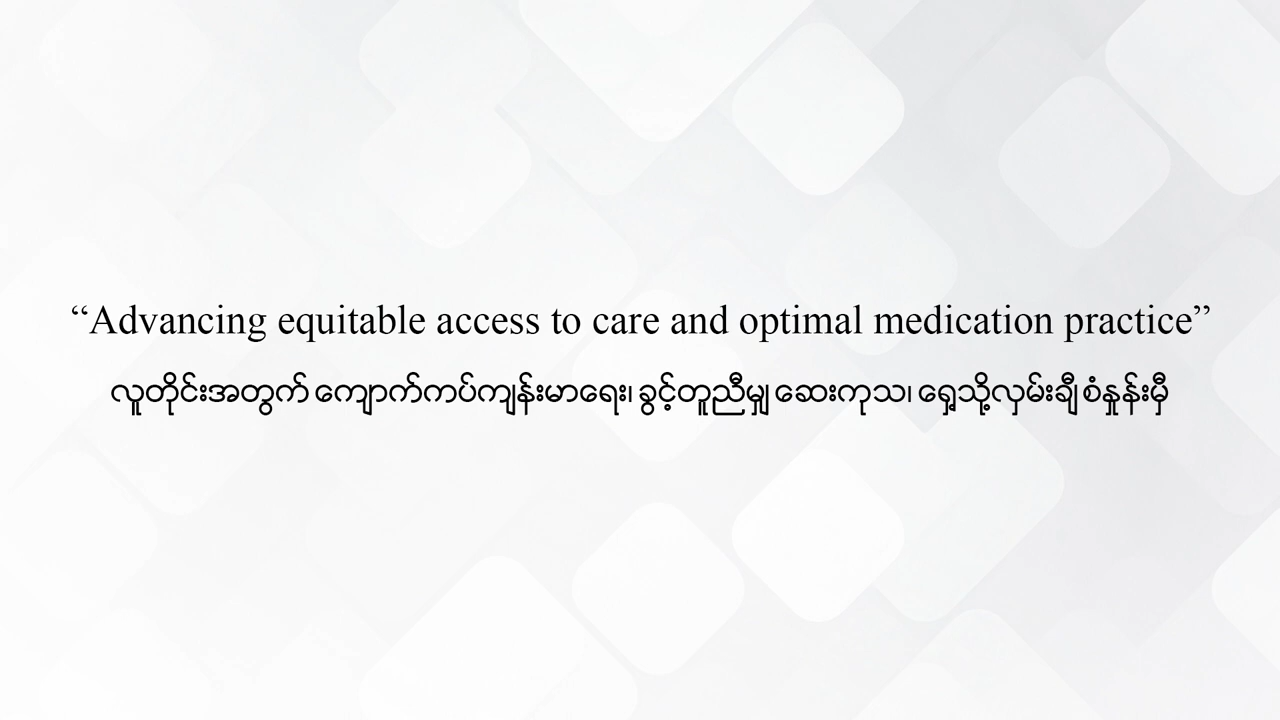 “Advancing equitable access to care and optimal medication practice”
လူတိုင်းအတွက် ကျောက်ကပ်ကျန်းမာရေး၊ ခွင့်တူညီမျှ ဆေးကုသ၊ ရှေ့သို့လှမ်းချီ စံနှုန်းမှီ